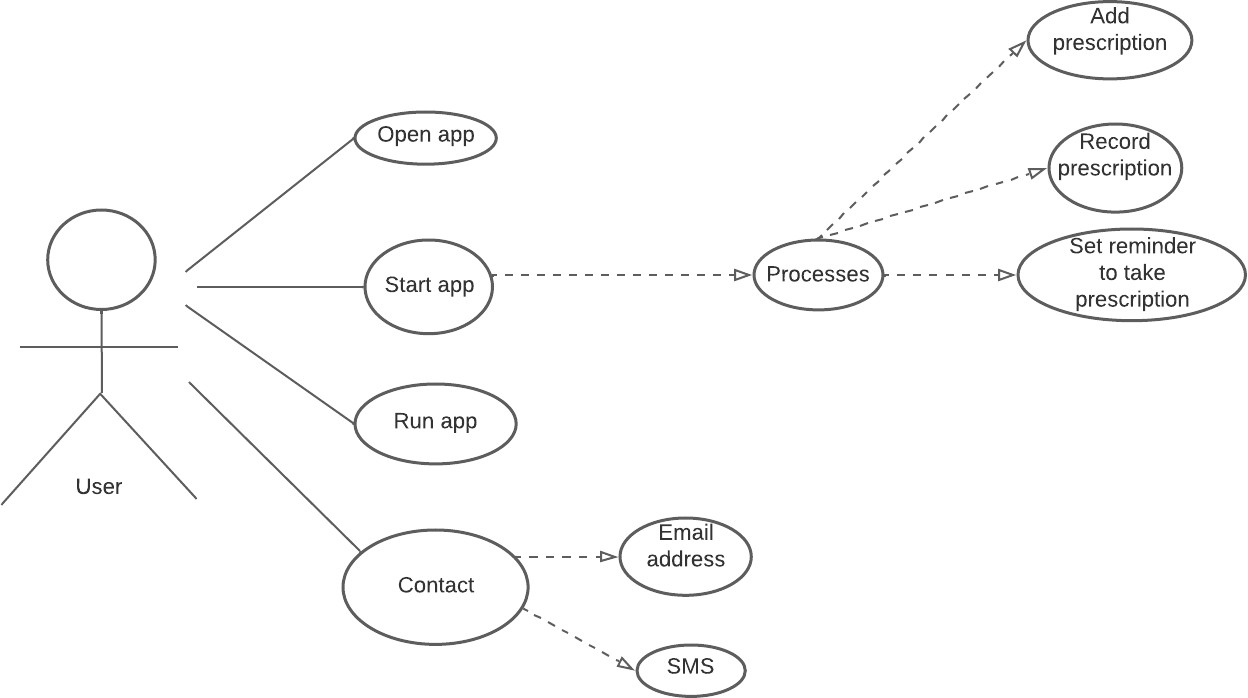 Add
prescription
Open app
Record
prescription
Set reminder
to take
prescription
Start app
Processes
Run app
User
Email
address
Contact
SMS